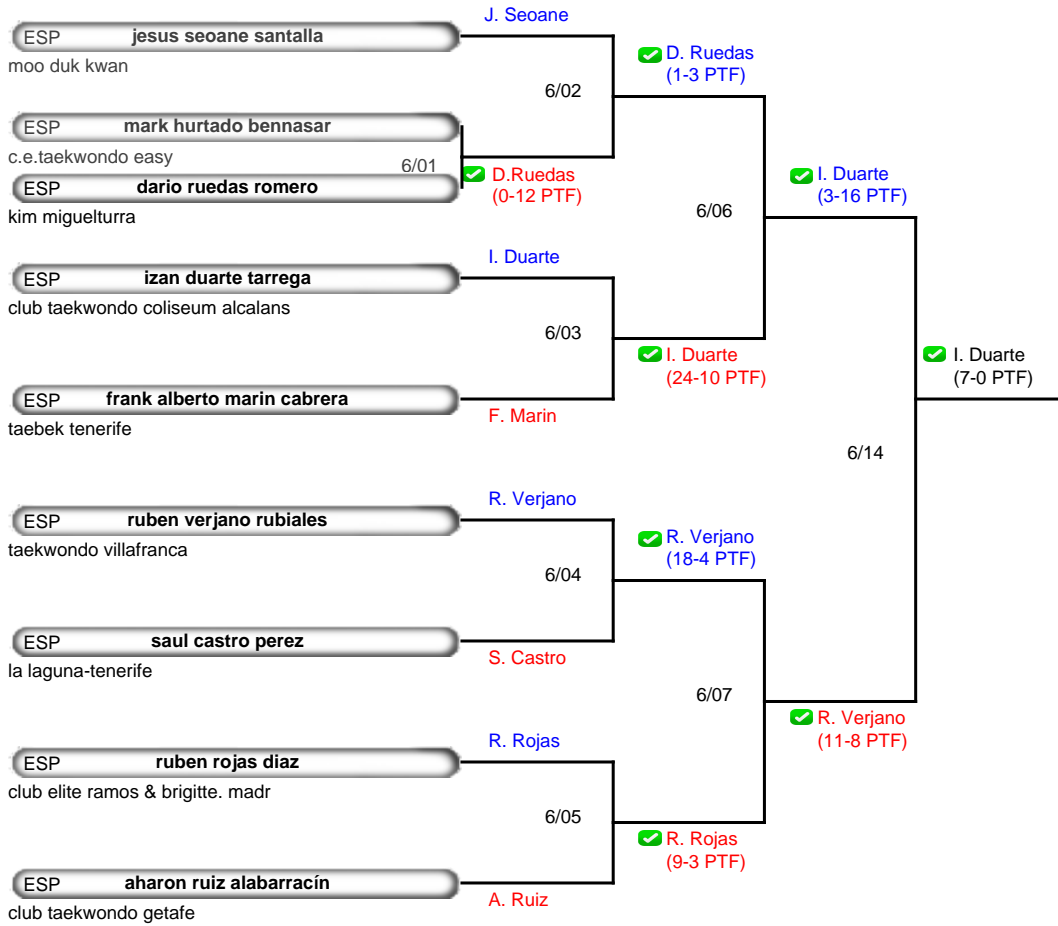 J. Seoane
ESP jesus seoane santalla
moo duk kwan
D. Ruedas
(1-3 PTF)
6/02
ESP mark hurtado bennasar
c.e.taekwondo easy
6/01
D.Ruedas
(0-12 PTF)
ESP dario ruedas romero
kim miguelturra
I. Duarte
(3-16 PTF)
6/06
I. Duarte
ESP izan duarte tarrega
club taekwondo coliseum alcalans
6/03
I. Duarte
(24-10 PTF)
I. Duarte
(7-0 PTF)
ESP frank alberto marin cabrera
F. Marin
taebek tenerife
6/14
R. Verjano
ESP ruben verjano rubiales
taekwondo villafranca
R. Verjano
(18-4 PTF)
6/04
ESP saul castro perez
S. Castro
la laguna-tenerife
6/07
R. Verjano
(11-8 PTF)
R. Rojas
ESP ruben rojas diaz
club elite ramos & brigitte. madr
6/05
R. Rojas
(9-3 PTF)
ESP aharon ruiz alabarracín
A. Ruiz
club taekwondo getafe